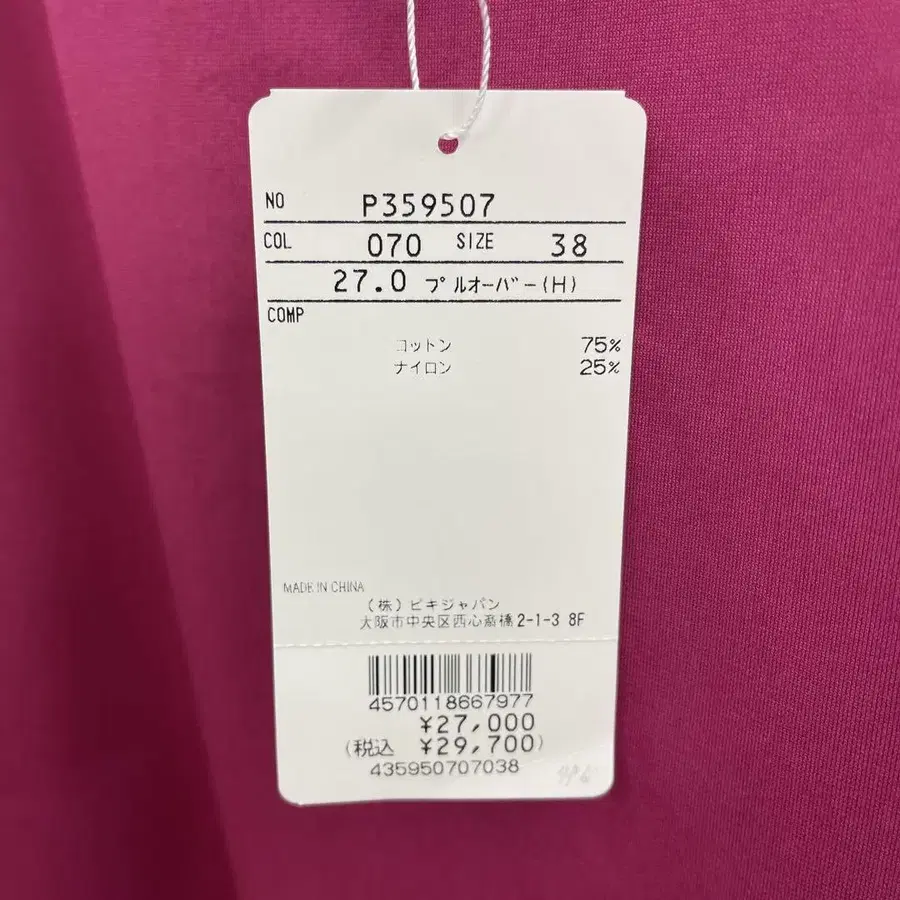 NO P359507
COL 070 SIZE 38
27.0 プルオーバー(H)
COMP
コットン 75%
ナイロン 25%
MADE IN CHINA
(株)ビキジャパン
大阪市中央区西心斎橋2-1-3 8F
4570118667977
¥27,000
(税込 ¥29,700)
435950707038